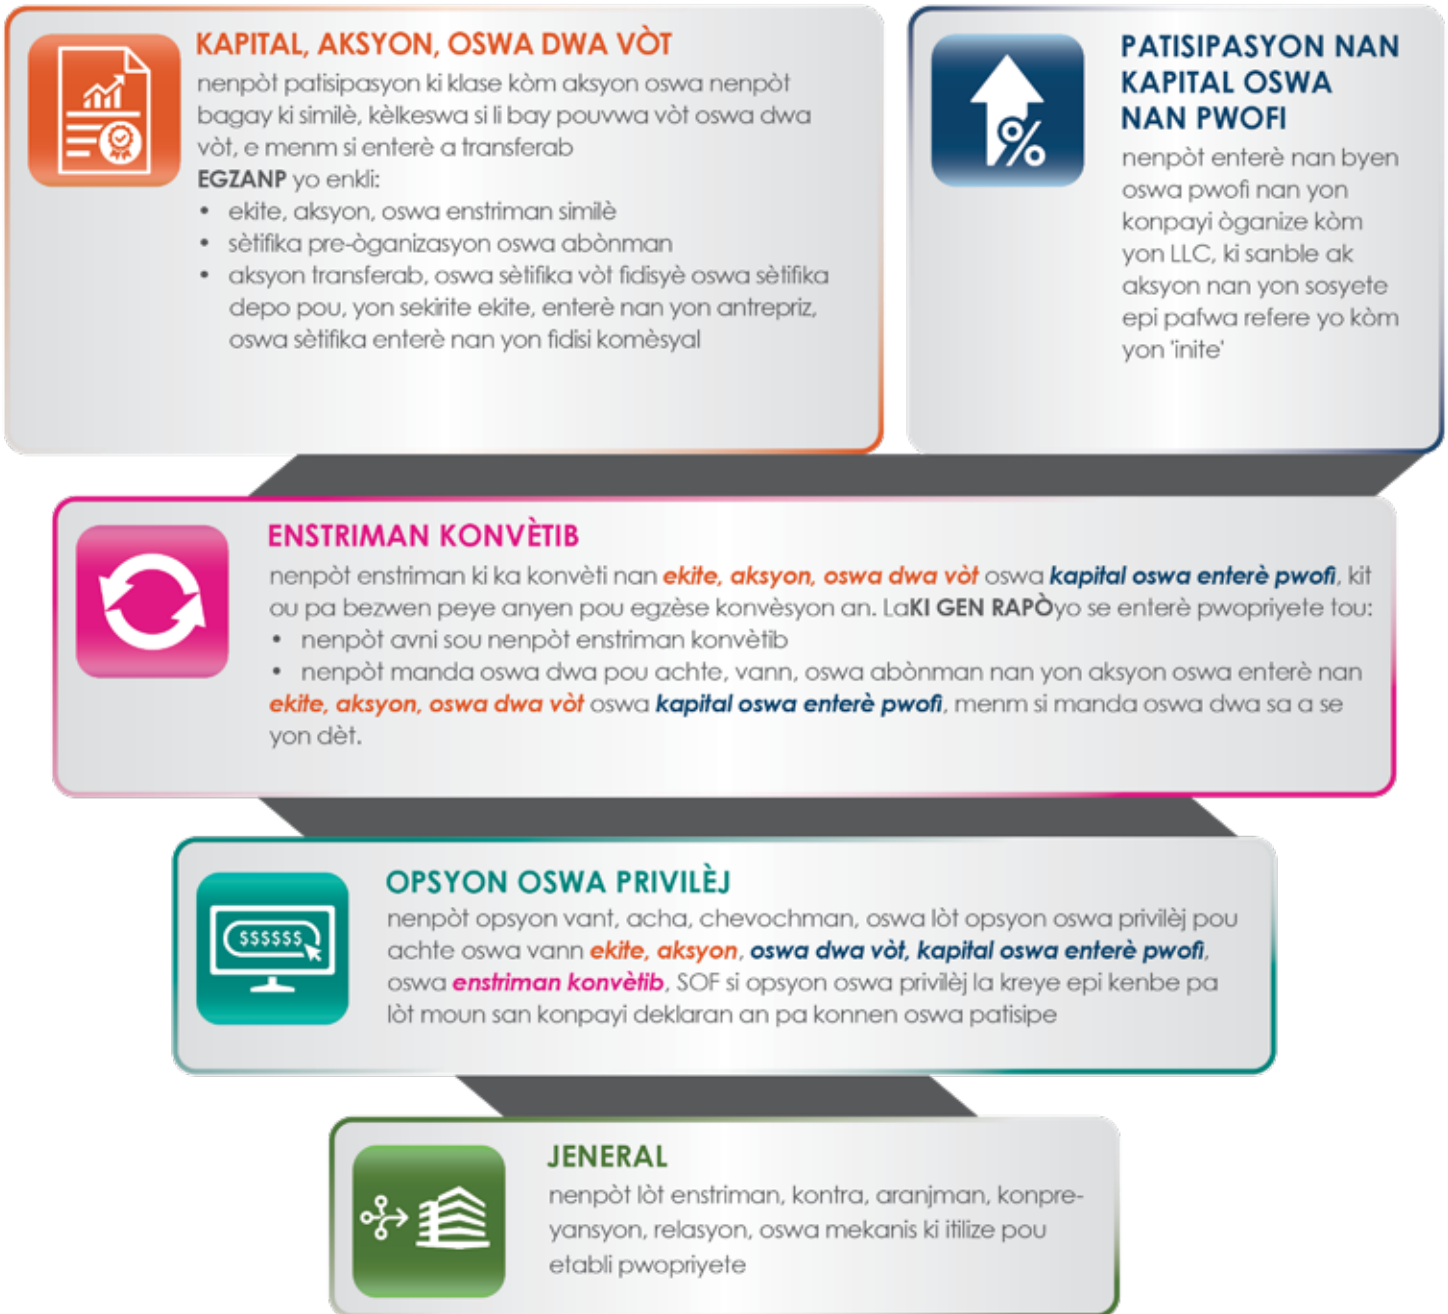 KAPITAL, AKSYON, OSWA DWA VÒT
nenpòt patisipasyon ki klase kòm aksyon oswa nenpòt
bagay ki similè, kèlkeswa si li bay pouvwa vòt oswa dwa
vòt, e menm si enterè a transferab
EGZANP yo enkli:
• ekite, aksyon, oswa enstriman similè
• sètifika pre-òganizasyon oswa abònman
• aksyon transferab, oswa sètifika vòt fidisyè oswa sètifika
depo pou, yon sekirite ekite, enterè nan yon antrepriz,
oswa sètifika enterè nan yon fidisi komèsyal
%
PATISIPASYON NAN
KAPITAL OSWA
NAN PWOFI
nenpòt enterè nan byen
oswa pwofi nan yon
konpayi òganize kòm
yon LLC, ki sanble ak
aksyon nan yon sosyete
epi pafwa refere yo kòm
yon 'inite'
ENSTRIMAN KONVÈTIB
nenpòt enstriman ki ka konvèti nan ekite, aksyon, oswa dwa vòt oswa kapital oswa enterè pwofi, kit
ou pa bezwen peye anyen pou egzèse konvèsyon an. LaKI GEN RAPÒyo se enterè pwopriyete tou:
• nenpòt avni sou nenpòt enstriman konvètib
• nenpòt manda oswa dwa pou achte, vann, oswa abònman nan yon aksyon oswa enterè nan
ekite, aksyon, oswa dwa vòt oswa kapital oswa enterè pwofi, menm si manda oswa dwa sa a se
yon dèt.
$$$$$$
OPSYON OSWA PRIVILÈJ
nenpòt opsyon vant, acha, chevochman, oswa lòt opsyon oswa privilèj pou
achte oswa vann ekite, aksyon, oswa dwa vòt, kapital oswa enterè pwofi,
oswa enstriman konvètib, SOF si opsyon oswa privilèj la kreye epi kenbe pa
lòt moun san konpayi deklaran an pa konnen oswa patisipe
JENERAL
nenpòt lòt enstriman, kontra, aranjman, konpre-
yansyon, relasyon, oswa mekanis ki itilize pou
etabli pwopriyete